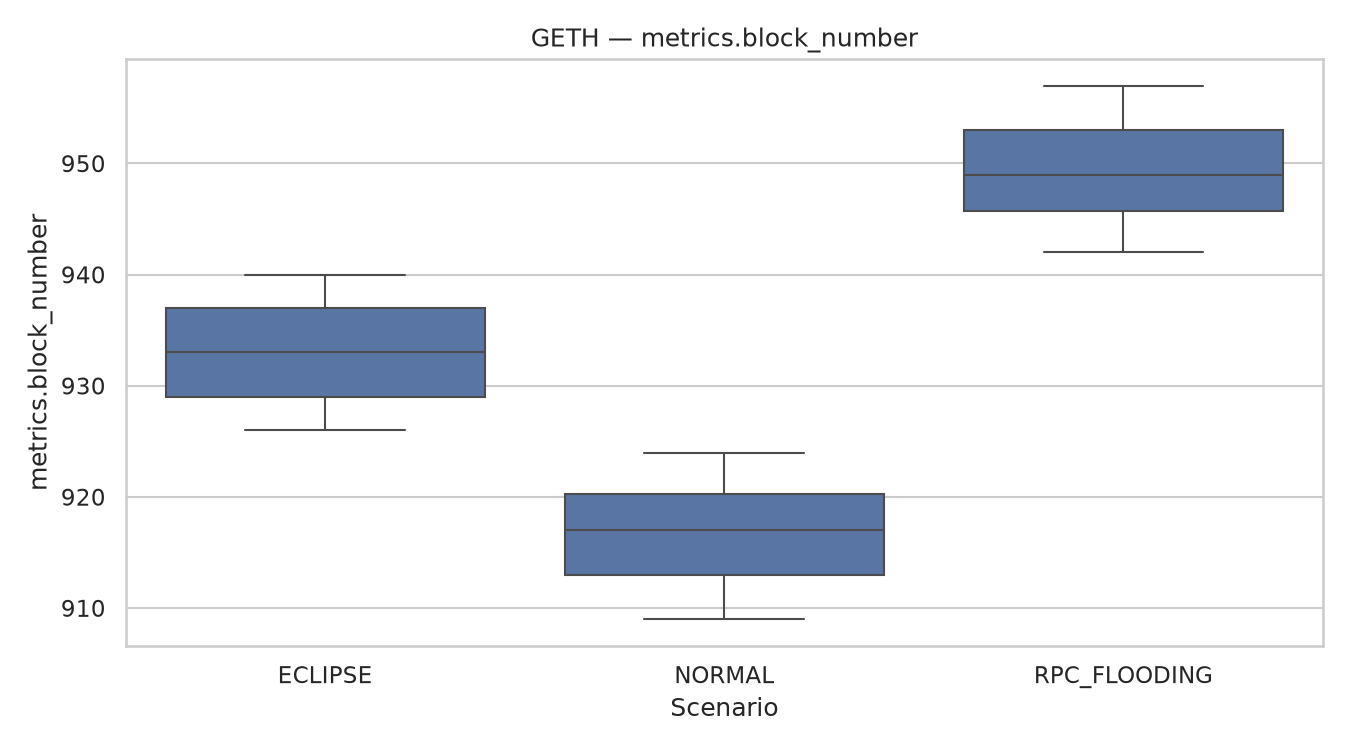 GETH — metrics.block_number
metrics.block_number
950
940
930
920
910
ECLIPSE NORMAL RPC_FLOODING
Scenario